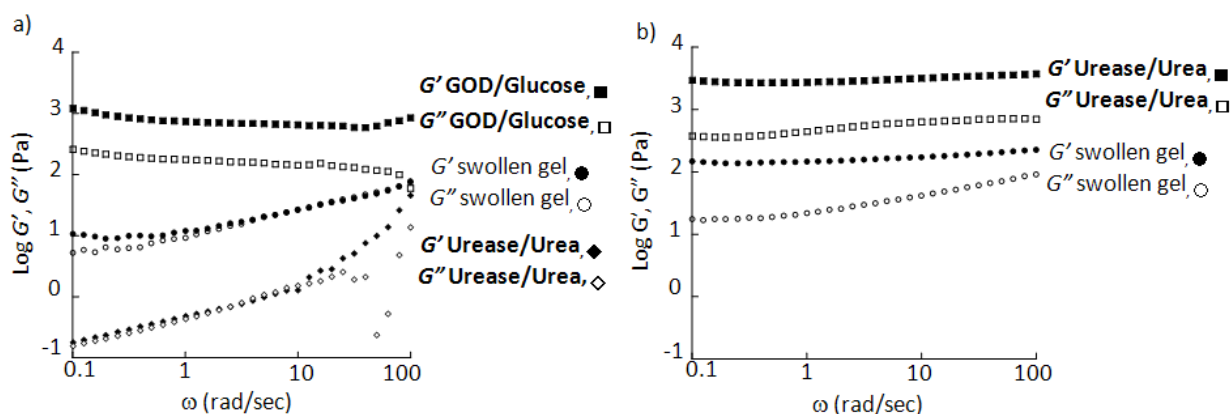 a)
Log G′, G″ (Pa)
4
3
2
1
0
-1
0.1 1 10 100
ω (rad/sec)
G′ GOD/Glucose,
G″ GOD/Glucose,
G′ swollen gel,
G″ swollen gel,
G′ Urease/Urea,
G″ Urease/Urea,
b)
Log G′, G″ (Pa)
4
3
2
1
0
-1
0.1 1 10 100
ω (rad/sec)
G′ Urease/Urea,
G″ Urease/Urea,
G′ swollen gel,
G″ swollen gel,